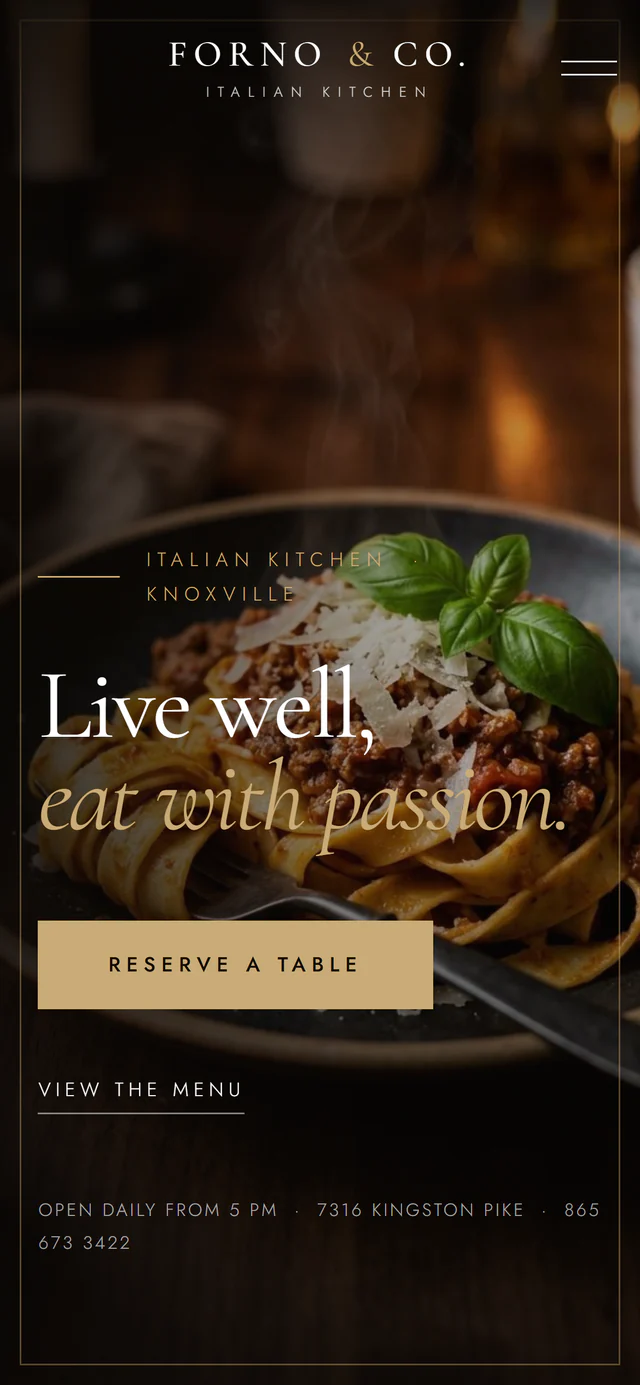 FORNO & CO.
ITALIAN KITCHEN
ITALIAN KITCHEN ·
KNOXVILLE
Live well,
eat with passion.
RESERVE A TABLE
VIEW THE MENU
OPEN DAILY FROM 5 PM · 7316 KINGSTON PIKE · 865
673 3422